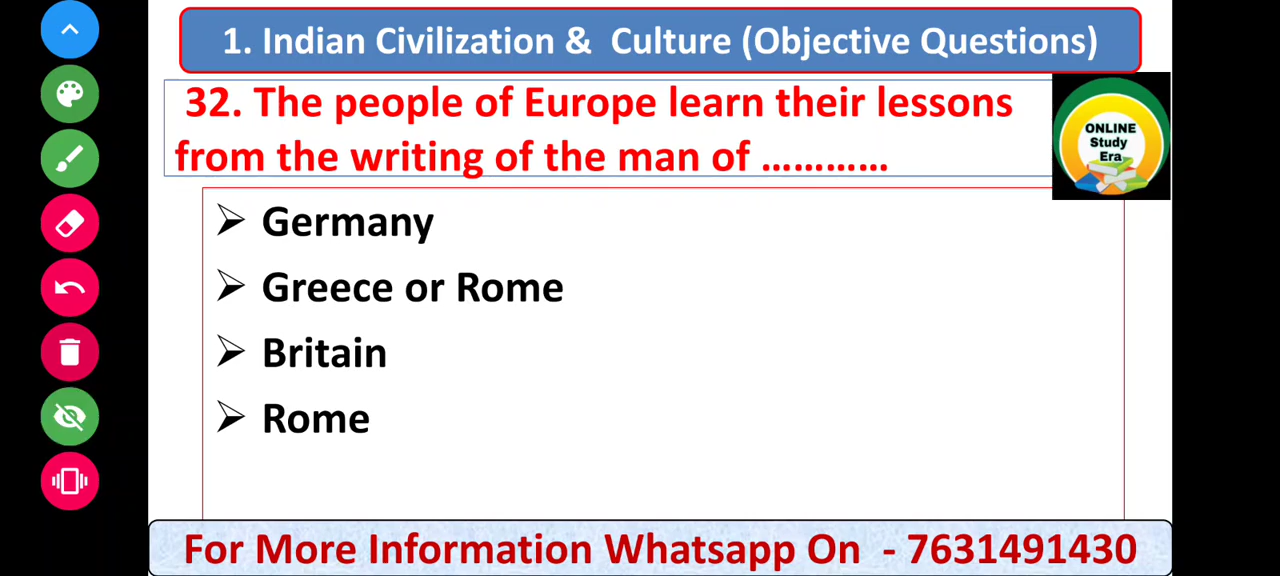 1. Indian Civilization & Culture (Objective Questions)
32. The people of Europe learn their lessons
from the writing of the man of …………
ONLINE
Study
Era
➢ Germany
➢ Greece or Rome
➢ Britain
➢ Rome
For More Information Whatsapp On - 7631491430